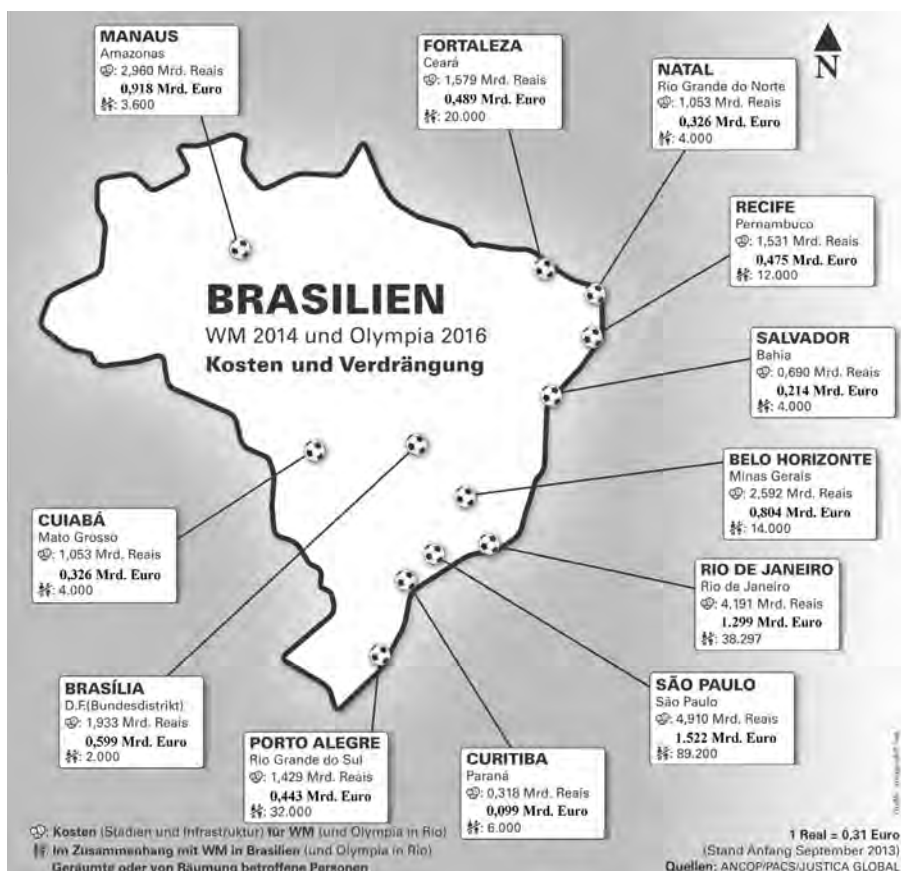 MANAUS
Amazonas
: 2,960 Mrd. Reais
0,918 Mrd. Euro
: 3.600
FORTALEZA
Ceará
: 1,579 Mrd. Reais
0,489 Mrd. Euro
: 20.000
N
NATAL
Rio Grande do Norte
: 1,053 Mrd. Reais
0,326 Mrd. Euro
: 4.000
RECIFE
Pernambuco
: 1,531 Mrd. Reais
0,475 Mrd. Euro
: 12.000
BRASILIEN
WM 2014 und Olympia 2016
Kosten und Verdrängung
SALVADOR
Bahia
: 0,690 Mrd. Reais
0,214 Mrd. Euro
: 4.000
BELO HORIZONTE
Minas Gerais
: 2,592 Mrd. Reais
0,804 Mrd. Euro
: 14.000
CUIABÁ
Mato Grosso
: 1,053 Mrd. Reais
0,326 Mrd. Euro
: 4.000
RIO DE JANEIRO
Rio de Janeiro
: 4,191 Mrd. Reais
1.299 Mrd. Euro
: 38.297
BRASÍLIA
D.F.(Bundesdistrikt)
: 1,933 Mrd. Reais
0,599 Mrd. Euro
: 2.000
SÃO PAULO
São Paulo
: 4,910 Mrd. Reais
1.522 Mrd. Euro
: 89.200
PORTO ALEGRE
Rio Grande do Sul
: 1,429 Mrd. Reais
0,443 Mrd. Euro
: 32.000
CURITIBA
Paraná
: 0,318 Mrd. Reais
0,099 Mrd. Euro
: 6.000
: Kosten (Stadien und Infrastruktur) für WM (und Olympia in Rio)
: Im Zusammenhang mit WM in Brasilien (und Olympia in Rio)
Geräumte oder von Räumung betroffene Personen
1 Real = 0,31 Euro
(Stand Anfang September 2013)
Quellen: ANCOP/PACS/JUSTICA GLOBAL